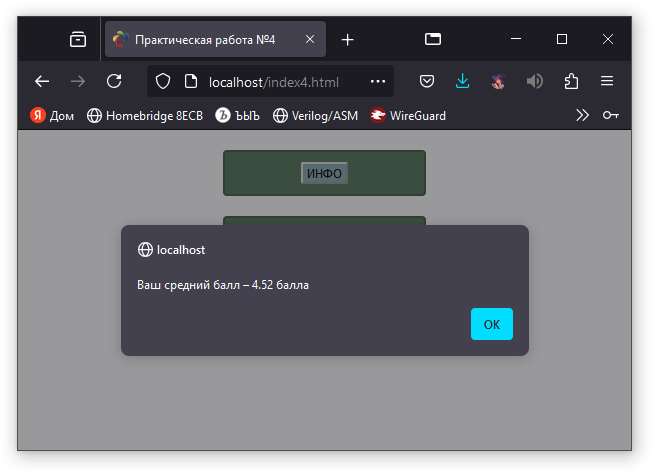 Практическая работа №4
localhost/index4.html
Я Дом Homebridge 8ECB Ъ ЪЫЪ Verilog/ASM WireGuard
ИНФО
localhost
Ваш средний балл – 4.52 балла
OK